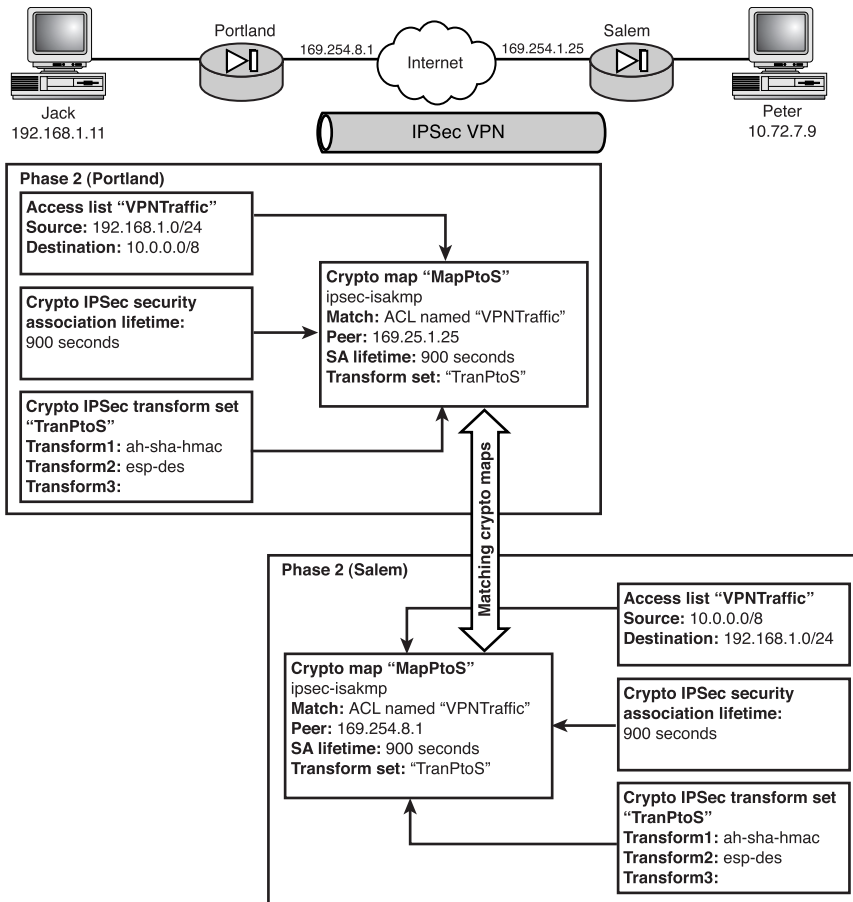 Portland
Salem
169.254.8.1
169.254.1.25
Internet
Jack
192.168.1.11
Peter
10.72.7.9
IPSec VPN
Phase 2 (Portland)
Access list “VPNTraffic”
Source: 192.168.1.0/24
Destination: 10.0.0.0/8
Crypto IPSec security
association lifetime:
900 seconds
Crypto IPSec transform set
“TranPtoS”
Transform1: ah-sha-hmac
Transform2: esp-des
Transform3:
Crypto map “MapPtoS”
ipsec-isakmp
Match: ACL named “VPNTraffic”
Peer: 169.25.1.25
SA lifetime: 900 seconds
Transform set: “TranPtoS”
Matching crypto maps
Phase 2 (Salem)
Crypto map “MapPtoS”
ipsec-isakmp
Match: ACL named “VPNTraffic”
Peer: 169.254.8.1
SA lifetime: 900 seconds
Transform set: “TranPtoS”
Access list “VPNTraffic”
Source: 10.0.0.0/8
Destination: 192.168.1.0/24
Crypto IPSec security
association lifetime:
900 seconds
Crypto IPSec transform set
“TranPtoS”
Transform1: ah-sha-hmac
Transform2: esp-des
Transform3: